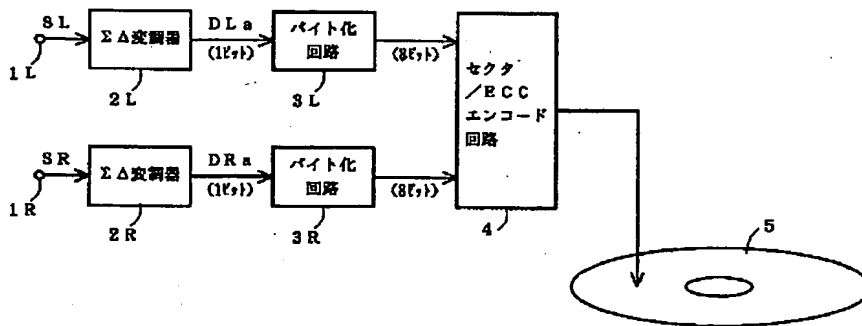 SL
ΣΔ変調器
DLa
(1ビット)
バイト化
回路
(8ビット)
セクタ
/ECC
エンコード
回路
1L
2L
3L
SR
ΣΔ変調器
DRa
(1ビット)
バイト化
回路
(8ビット)
1R
2R
3R
4
5